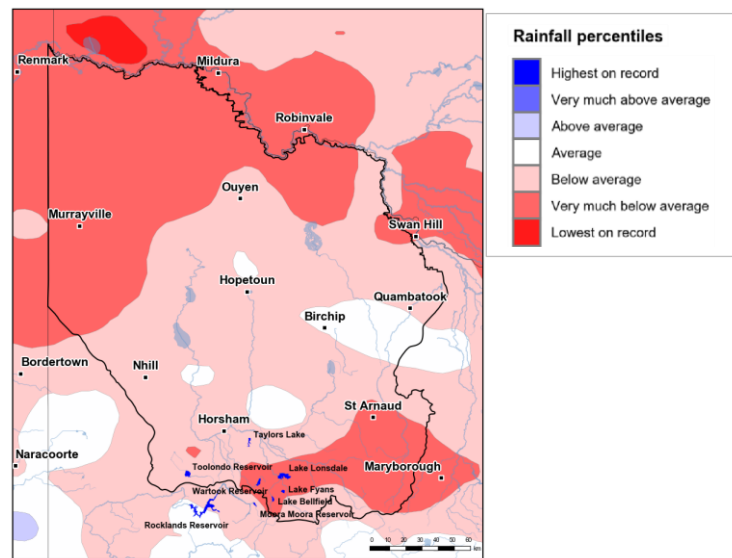 Renmark
Mildura
Robinvale
Ouyen
Murrayville
Swan Hill
Hopetoun
Quambatook
Birchip
Bordertown
Nhill
St Arnaud
Horsham
Taylors Lake
Naracoorte
Toolondo Reservoir
Lake Lonsdale
Maryborough
Wartook Reservoir
Lake Fyans
Lake Bellfield
Rocklands Reservoir
Moora Moora Reservoir
0 10 20 30 40 50 60
km
Rainfall percentiles
Highest on record
Very much above average
Above average
Average
Below average
Very much below average
Lowest on record